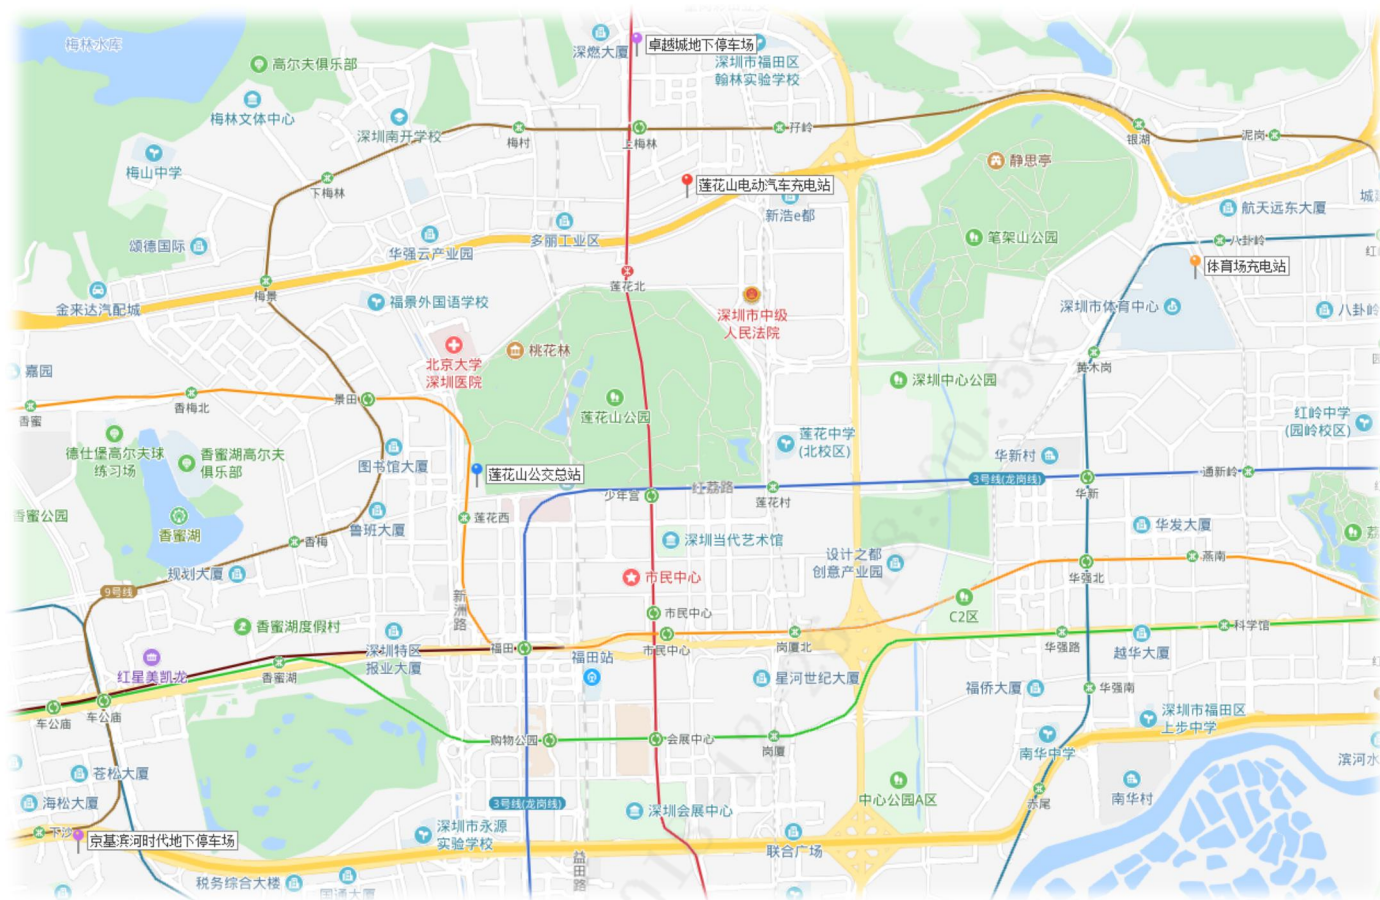 梅林水库
深燃大厦
卓越城地下停车场
深圳市福田区
翰林实验学校
高尔夫俱乐部
梅林文体中心
深圳南开学校
梅村
上梅林
孖岭
银湖
泥岗
梅山中学
下梅林
静思亭
莲花山电动汽车充电站
新浩e都
航天远东大厦
颂德国际
华强云产业园
多丽工业区
笔架山公园
八卦岭
体育场充电站
金来达汽配城
梅景
福景外国语学校
莲花北
深圳市中级
人民法院
深圳市体育中心
八卦岭
北京大学
深圳医院
桃花林
黄木岗
嘉园
香蜜
香梅北
景田
莲花山公园
深圳中心公园
红岭中学
(园岭校区)
德仕堡高尔夫球
练习场
香蜜湖高尔夫
俱乐部
图书馆大厦
莲花山公交总站
莲花中学
(北校区)
华新村
3号线(龙岗线)
通新岭
少年宫
红荔路
莲花村
华新
香蜜公园
香蜜湖
鲁班大厦
莲花西
华发大厦
香梅
深圳当代艺术馆
设计之都
创意产业园
燕南
规划大厦
市民中心
华强北
9号线
新洲路
市民中心
C2区
香蜜湖度假村
深圳特区
报业大厦
福田
福田站
市民中心
岗厦北
华强路
越华大厦
科学馆
红星美凯龙
香蜜湖
星河世纪大厦
福侨大厦
华强南
车公庙
车公庙
购物公园
会展中心
岗厦
深圳市福田区
上步中学
南华中学
滨河水
苍松大厦
海松大厦
3号线(龙岗线)
深圳会展中心
中心公园A区
赤尾
南华村
下沙
京基滨河时代地下停车场
深圳市永源
实验学校
联合广场
益田路
税务综合大楼
国通大厦